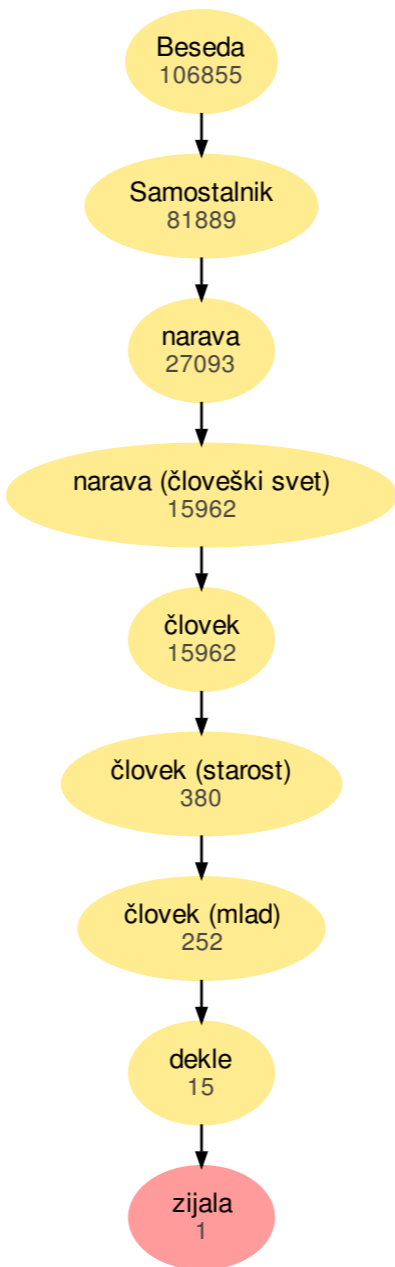 Beseda
106855
Samostalnik
81889
narava
27093
narava (človeški svet)
15962
človek
15962
človek (starost)
380
človek (mlad)
252
dekle
15
zijala
1